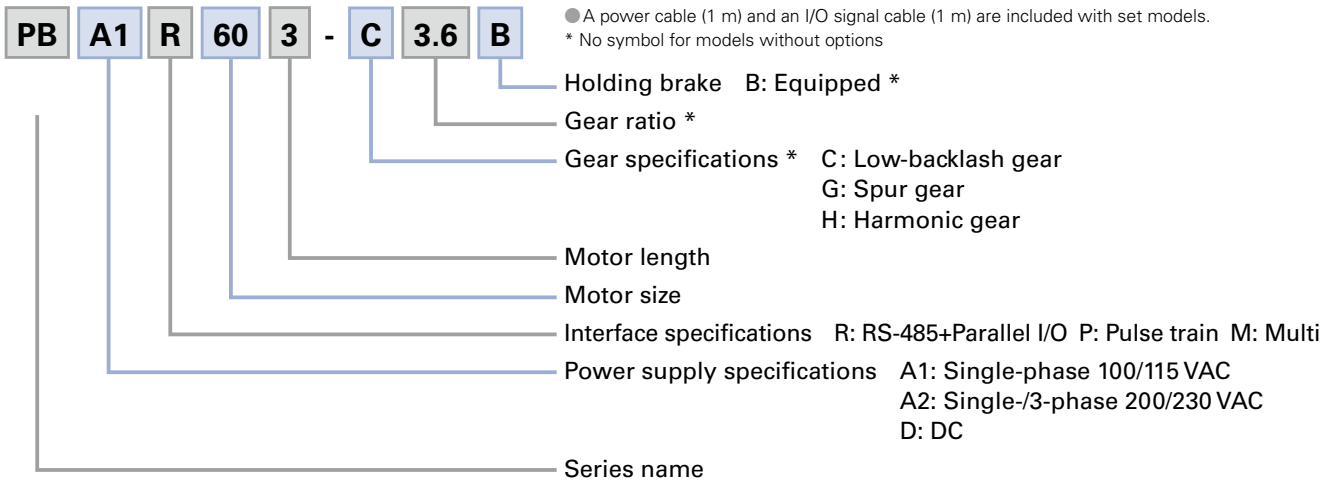 PB A1 R 60 3 - C 3.6 B
●A power cable (1 m) and an I/O signal cable (1 m) are included with set models.
* No symbol for models without options
Holding brake B: Equipped *
Gear ratio *
Gear specifications * C: Low-backlash gear
G: Spur gear
H: Harmonic gear
Motor length
Motor size
Interface specifications R: RS-485+Parallel I/O P: Pulse train M: Multi
Power supply specifications A1: Single-phase 100/115 VAC
A2: Single-/3-phase 200/230 VAC
D: DC
Series name